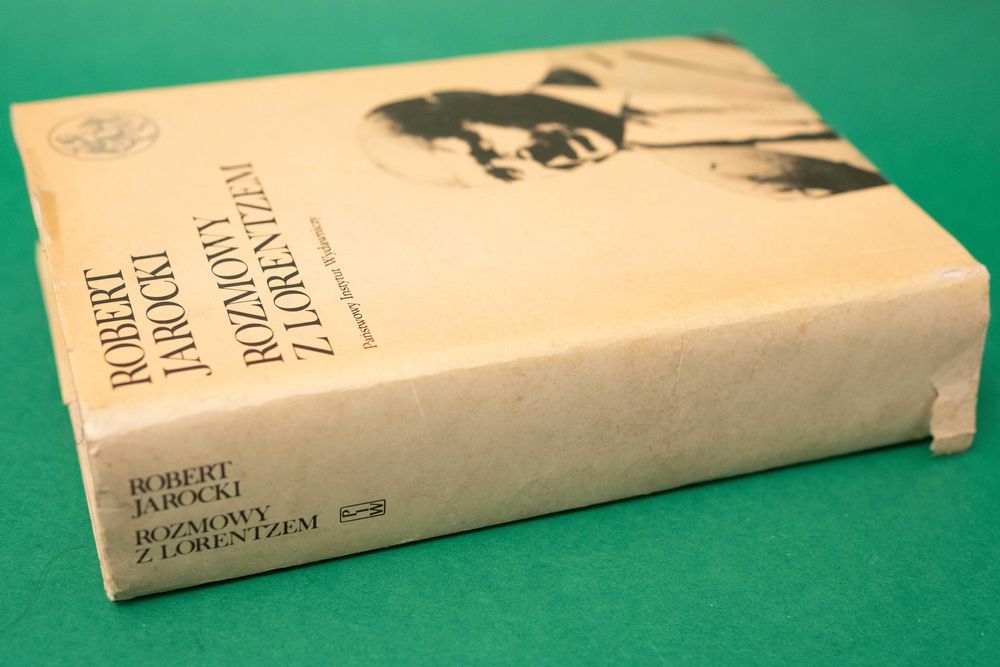 ROBERT
JAROCKI
ROZMOWY
Z LORENTZEM
Państwowy Instytut Wydawniczy
ROBERT
JAROCKI
ROZMOWY
Z LORENTZEM
PIW